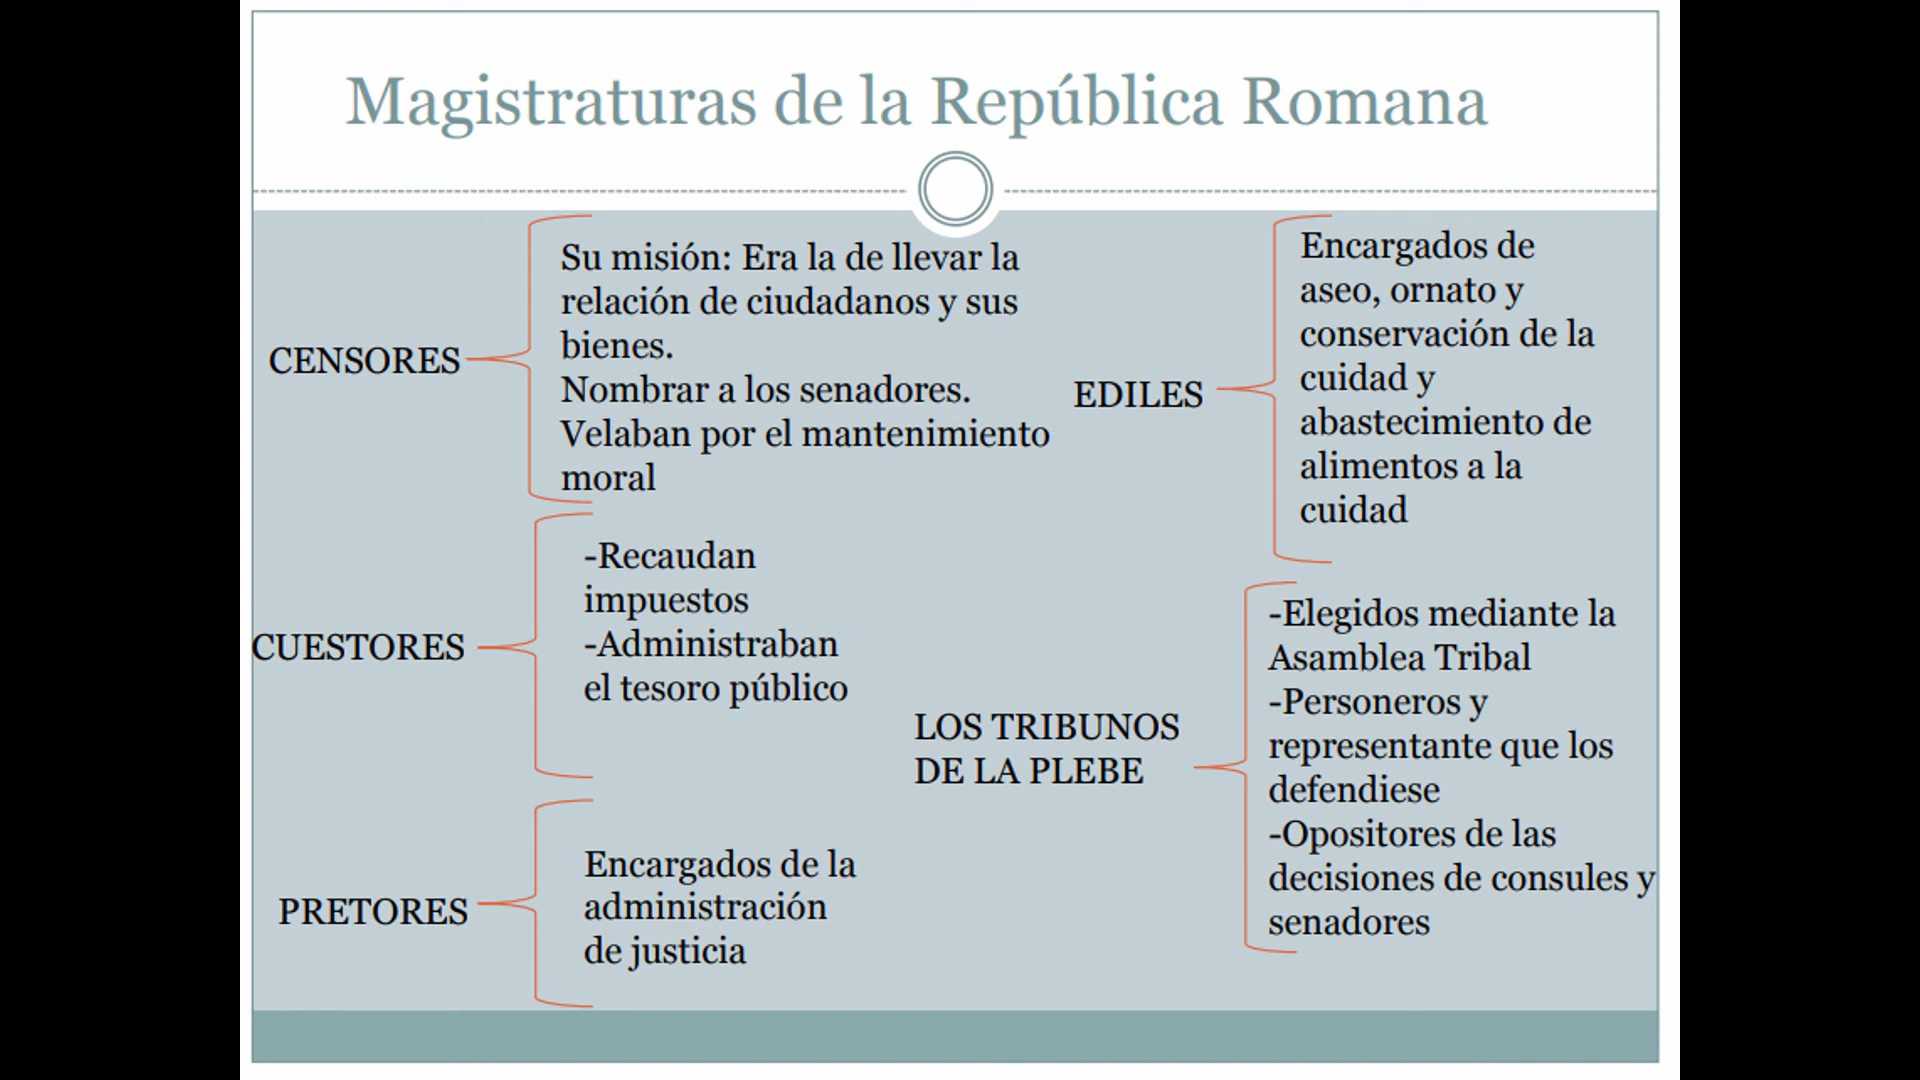 Magistraturas de la República Romana
CENSORES
Su misión: Era la de llevar la
relación de ciudadanos y sus
bienes.
Nombrar a los senadores.
Velaban por el mantenimiento
moral
CUESTORES
-Recaudan
impuestos
-Administraban
el tesoro público
PRETORES
Encargados de la
administración
de justicia
EDILES
Encargados de
aseo, ornato y
conservación de la
cuidad y
abastecimiento de
alimentos a la
cuidad
LOS TRIBUNOS
DE LA PLEBE
-Elegidos mediante la
Asamblea Tribal
-Personeros y
representante que los
defendiese
-Opositores de las
decisiones de consules y
senadores